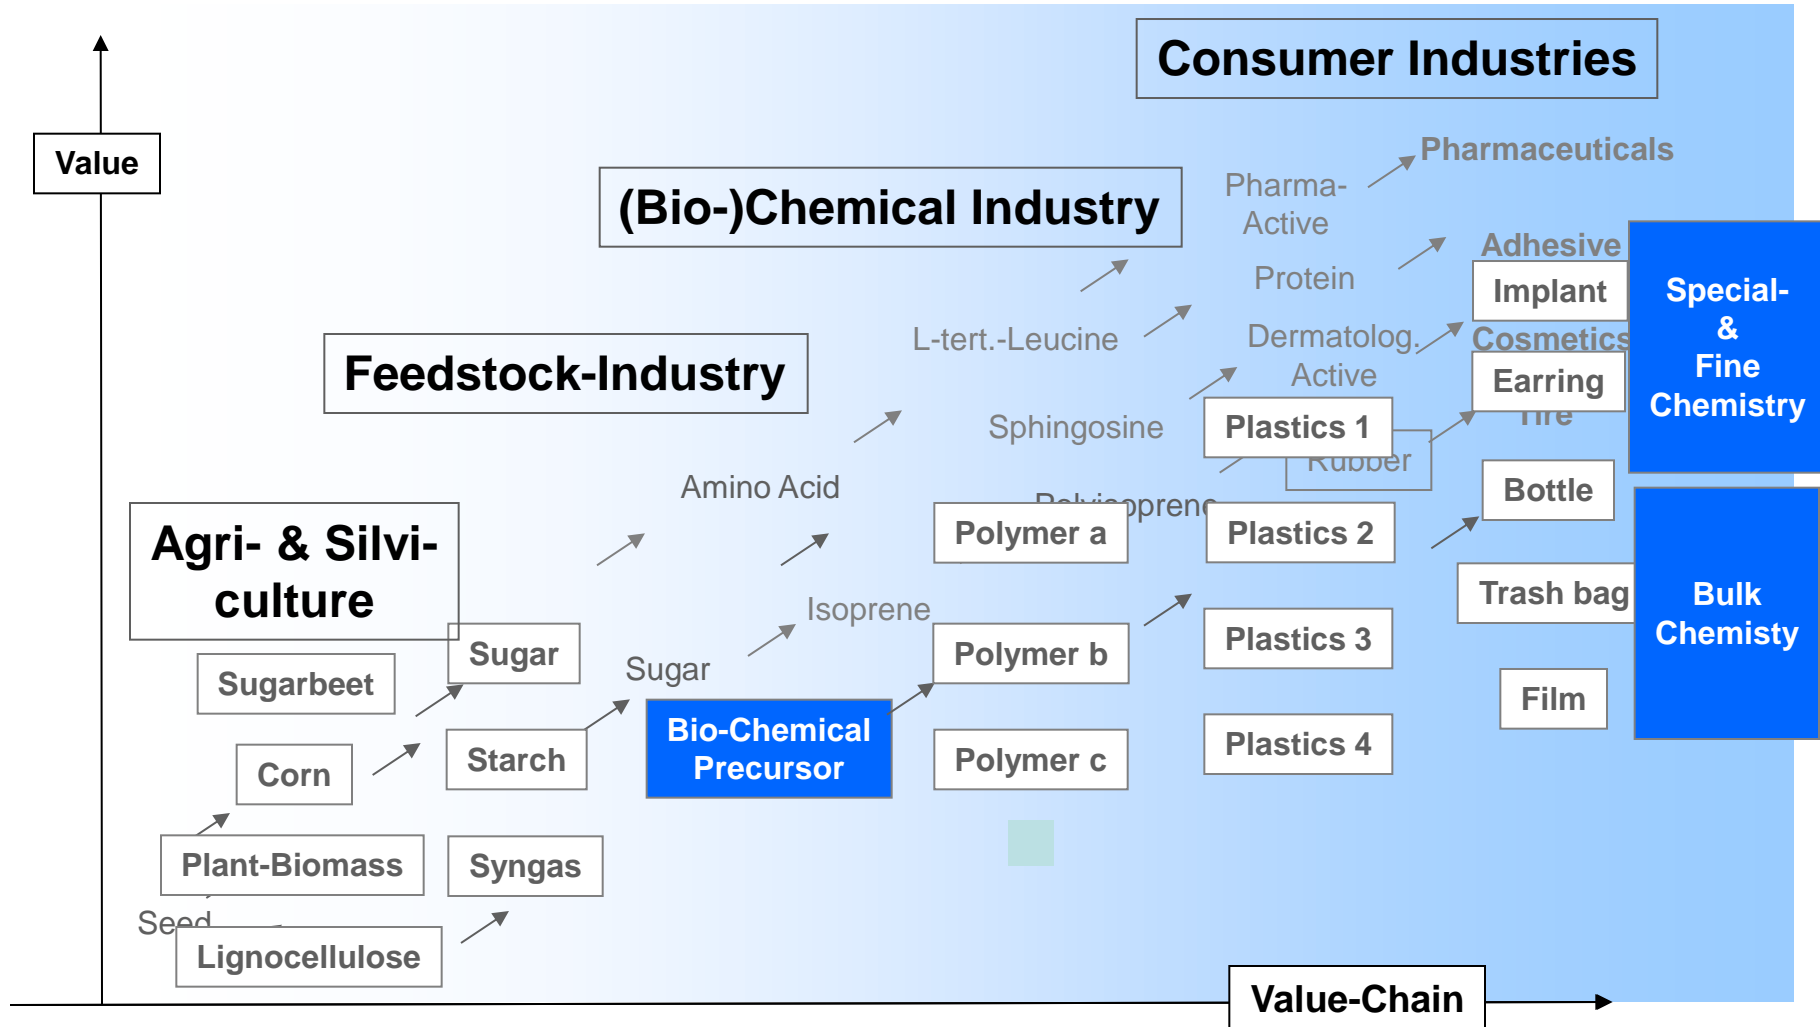 Consumer Industries
Value
Pharmaceuticals
(Bio-)Chemical Industry
Pharma-
Active
Adhesive
Protein
Implant
Special-
&
Fine
Chemistry
L-tert.-Leucine
Dermatolog.
Active
Cosmetics
Earring
Feedstock-Industry
Tire
Sphingosine
Plastics 1
Rubber
Amino Acid
Polyisoprene
Bottle
Agri- & Silvi-
culture
Polymer a
Plastics 2
Trash bag
Bulk
Chemisty
Isoprene
Sugar
Sugar
Polymer b
Plastics 3
Sugarbeet
Film
Bio-Chemical
Precursor
Corn
Starch
Polymer c
Plastics 4
Plant-Biomass
Syngas
Seed
Lignocellulose
Value-Chain